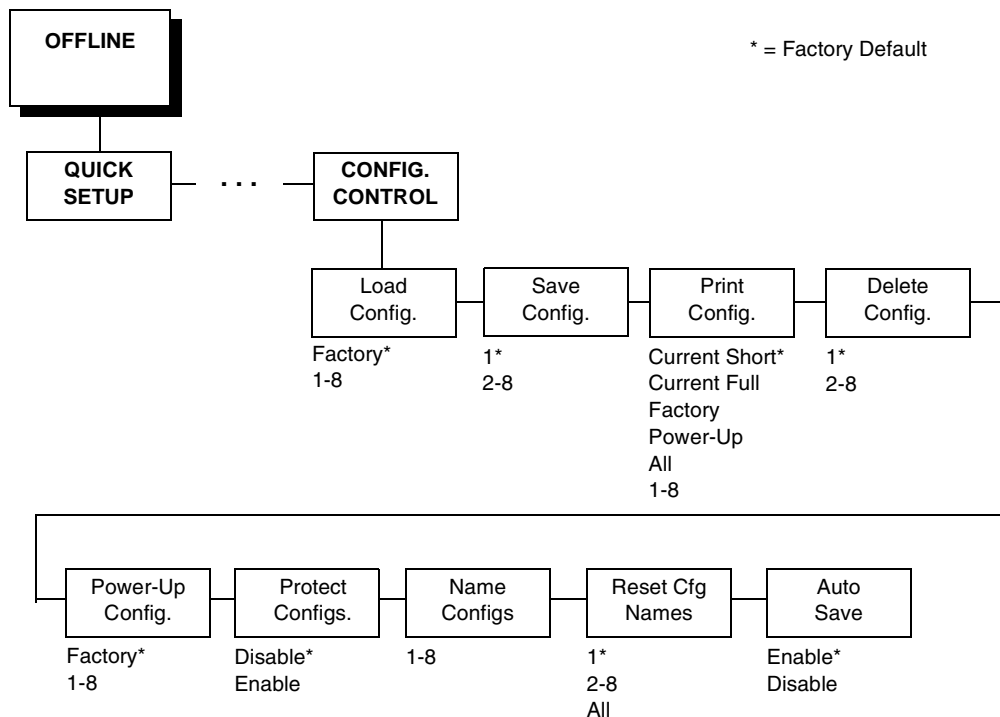 OFFLINE
* = Factory Default
QUICK
SETUP
. . .
CONFIG.
CONTROL
Load
Config.
Factory*
1-8
Save
Config.
1*
2-8
Print
Config.
Current Short*
Current Full
Factory
Power-Up
All
1-8
Delete
Config.
1*
2-8
Power-Up
Config.
Factory*
1-8
Protect
Configs.
Disable*
Enable
Name
Configs
1-8
Reset Cfg
Names
1*
2-8
All
Auto
Save
Enable*
Disable